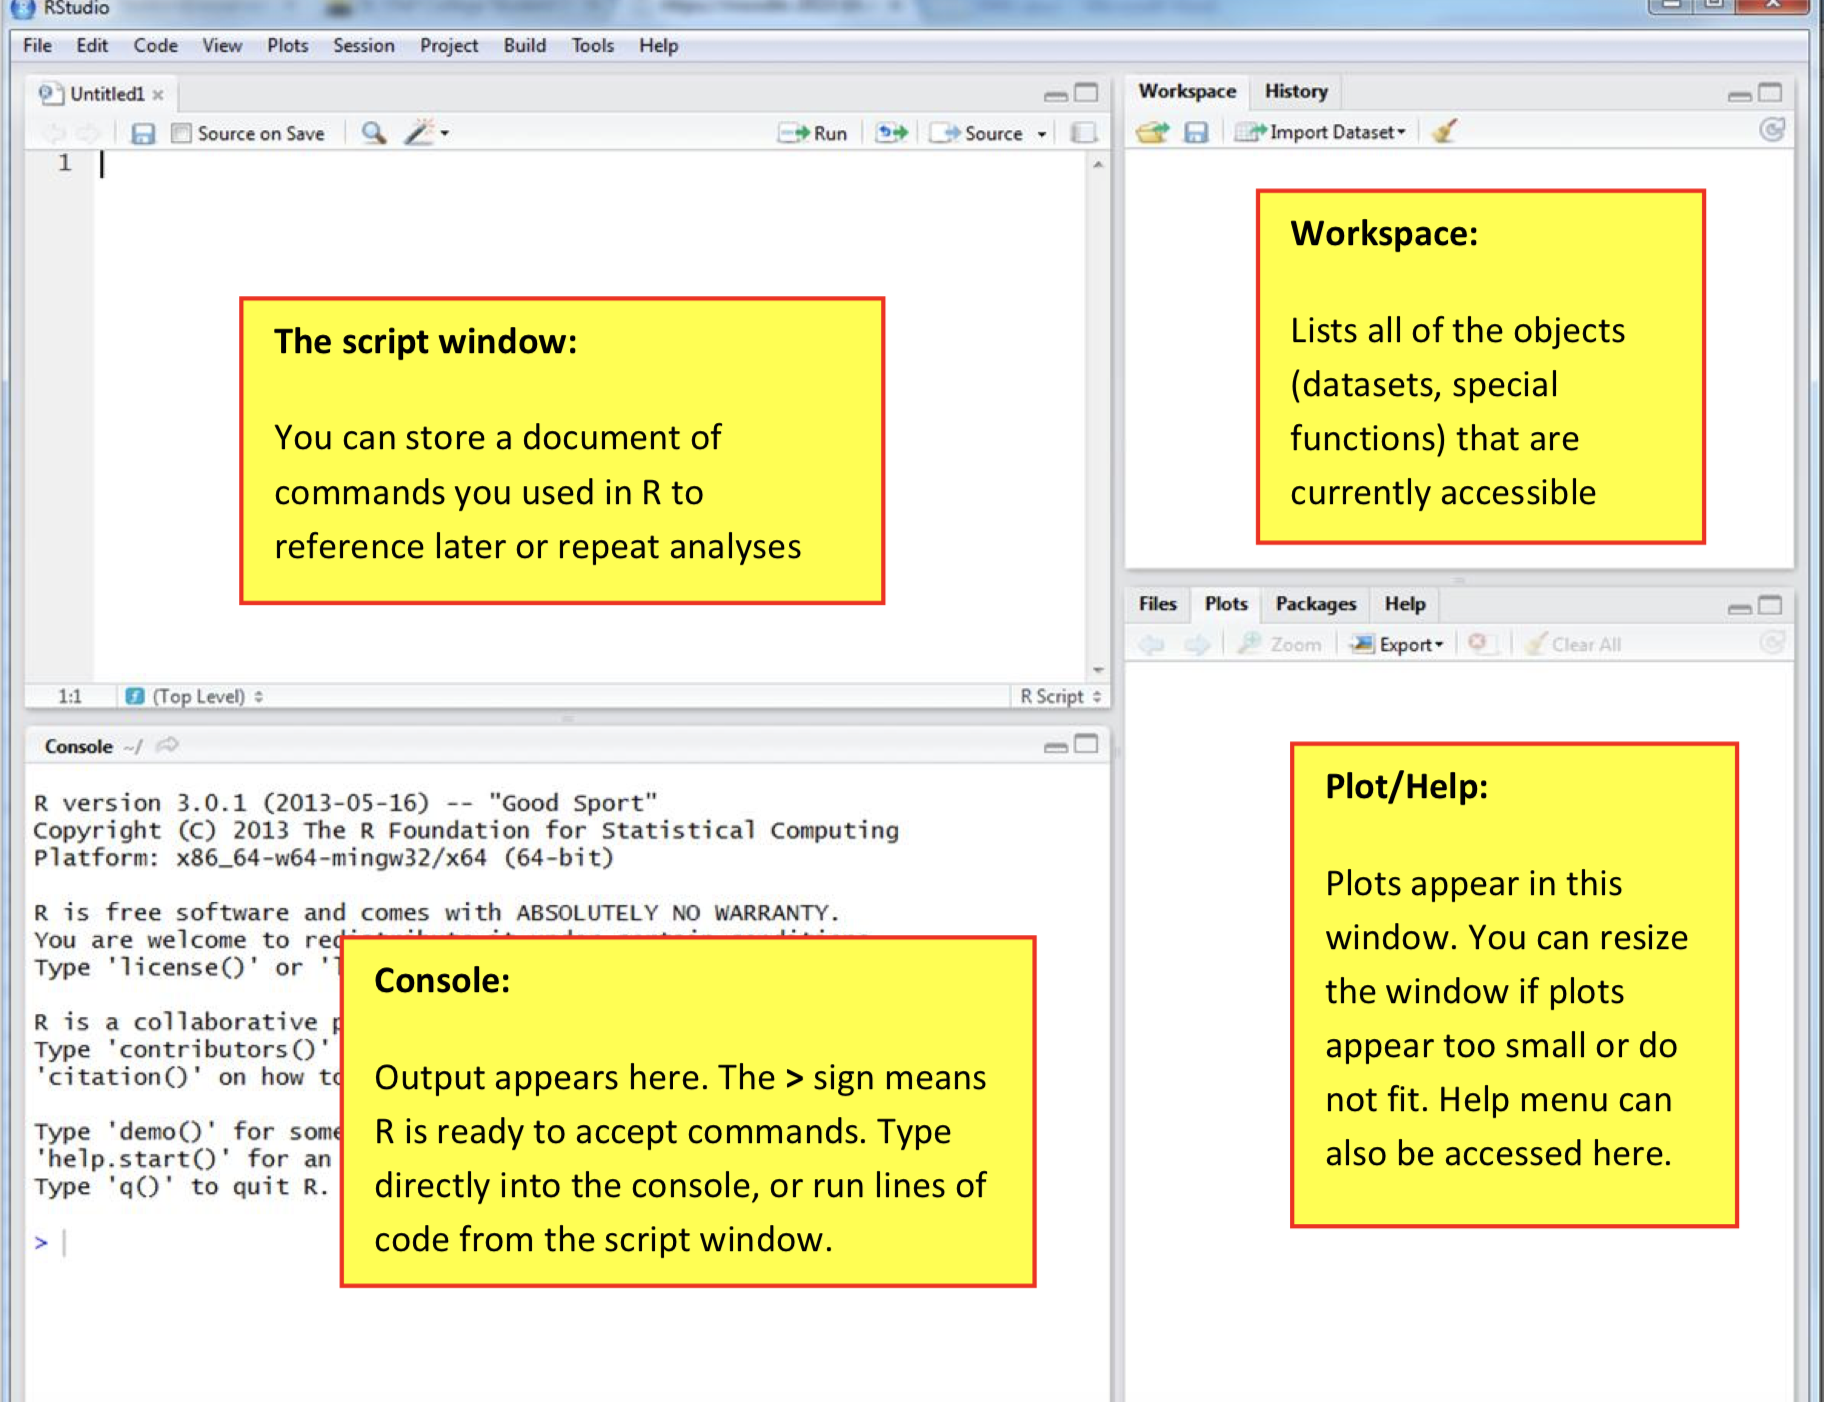 RStudio
File Edit Code View Plots Session Project Build Tools Help
Untitled1
Source on Save Run Source
1
The script window:
You can store a document of
commands you used in R to
reference later or repeat analyses
1:1 (Top Level) R Script
Workspace History
Import Dataset
Workspace:
Lists all of the objects
(datasets, special
functions) that are
currently accessible
Console ~/
R version 3.0.1 (2013-05-16) -- "Good Sport"
Copyright (C) 2013 The R Foundation for Statistical Computing
Platform: x86_64-w64-mingw32/x64 (64-bit)
R is free software and comes with ABSOLUTELY NO WARRANTY.
You are welcome to
Type 'license()' or
R is a collaborative
Type 'contributors()'
'citation()' on how to
Type 'demo()' for some
'help.start()' for an
Type 'q()' to quit R.
>
Console:
Output appears here. The > sign means
R is ready to accept commands. Type
directly into the console, or run lines of
code from the script window.
Files Plots Packages Help
Zoom Export Clear All
Plot/Help:
Plots appear in this
window. You can resize
the window if plots
appear too small or do
not fit. Help menu can
also be accessed here.